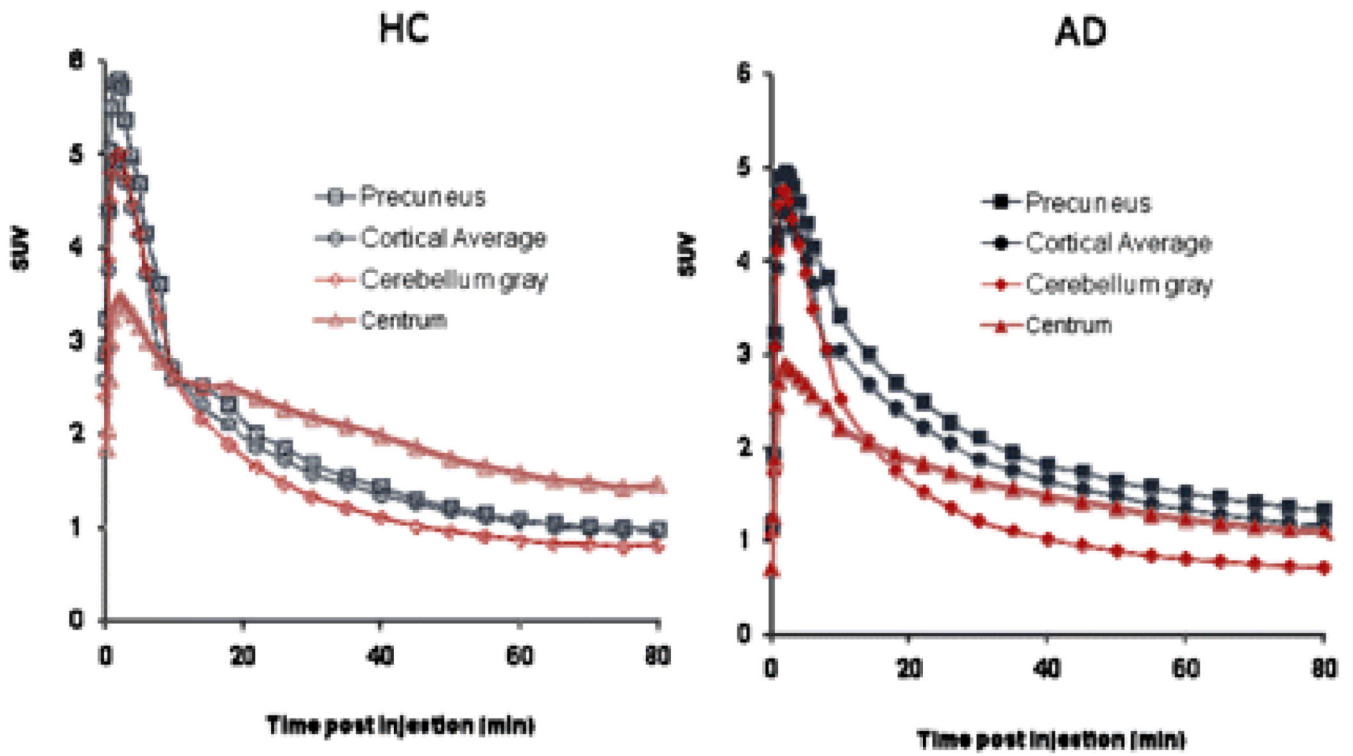 HC
6
5
4
3
2
1
0
SUV
Precuneus
Cortical Average
Cerebellum gray
Centrum
0 20 40 60 80
Time post injection (min)
AD
6
5
4
3
2
1
0
SUV
Precuneus
Cortical Average
Cerebellum gray
Centrum
0 20 40 60 80
Time post injection (min)